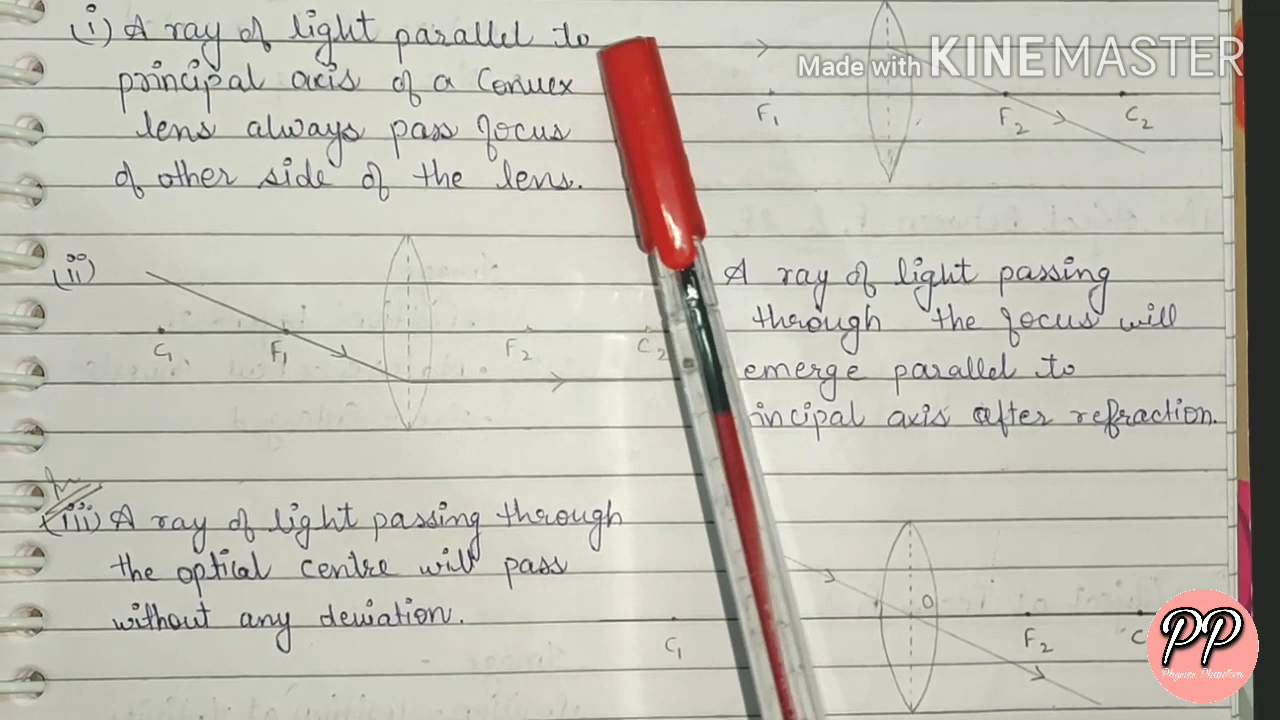 (i) A ray of light parallel to
principal axis of a Convex
lens always pass focus
of other side of the lens.
Made with KINEMASTER
F1 F2 C2
(ii)
C1 F1 F2 C2
A ray of light passing
through the focus will
emerge parallel to
incipal axis after refraction.
(iii) A ray of light passing through
the optical centre will pass
without any deviation.
O
C1 F2 C
PP
Physics Phantom